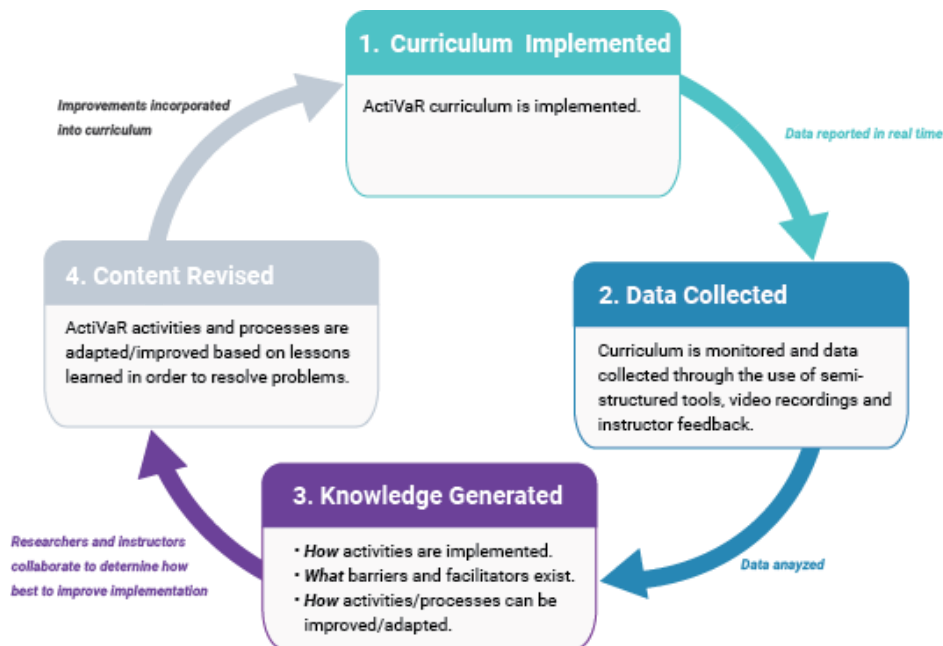 1. Curriculum Implemented
ActiVaR curriculum is implemented.
Improvements incorporated
into curriculum
Data reported in real time
4. Content Revised
ActiVaR activities and processes are
adapted/improved based on lessons
learned in order to resolve problems.
2. Data Collected
Curriculum is monitored and data
collected through the use of semi-
structured tools, video recordings and
instructor feedback.
3. Knowledge Generated
• How activities are implemented.
• What barriers and facilitators exist.
• How activities/processes can be
improved/adapted.
Researchers and instructors
collaborate to deternine how
best to improve implementation
Data anayzed